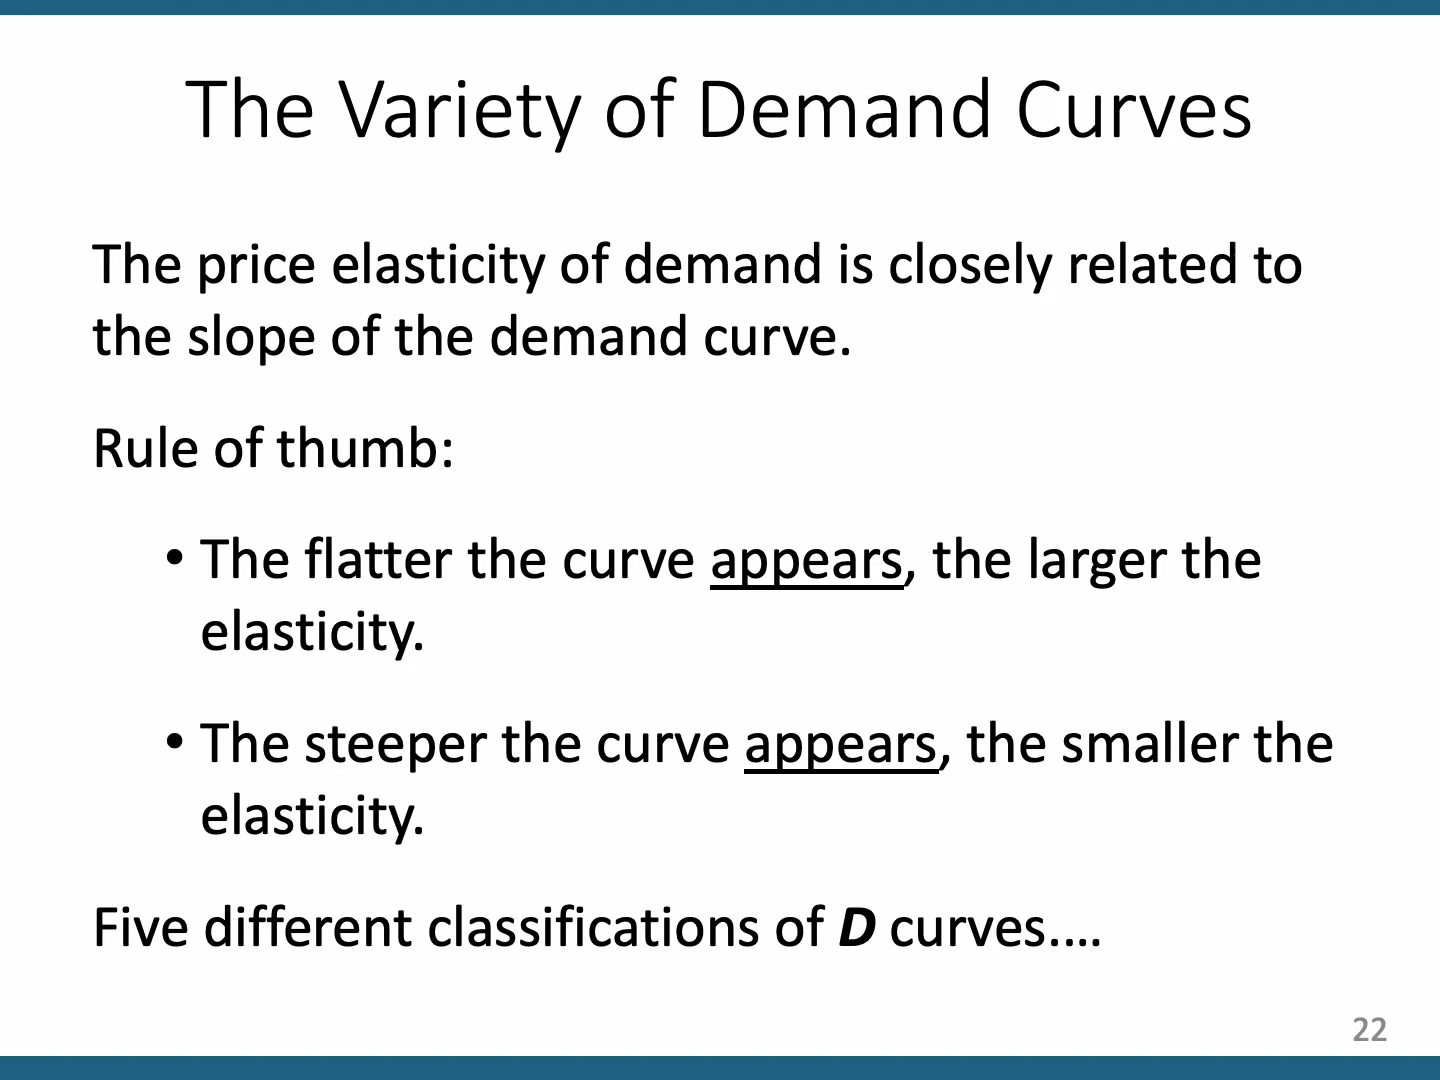 The Variety of Demand Curves
The price elasticity of demand is closely related to
the slope of the demand curve.
Rule of thumb:
• The flatter the curve appears, the larger the
elasticity.
• The steeper the curve appears, the smaller the
elasticity.
Five different classifications of D curves.…
22